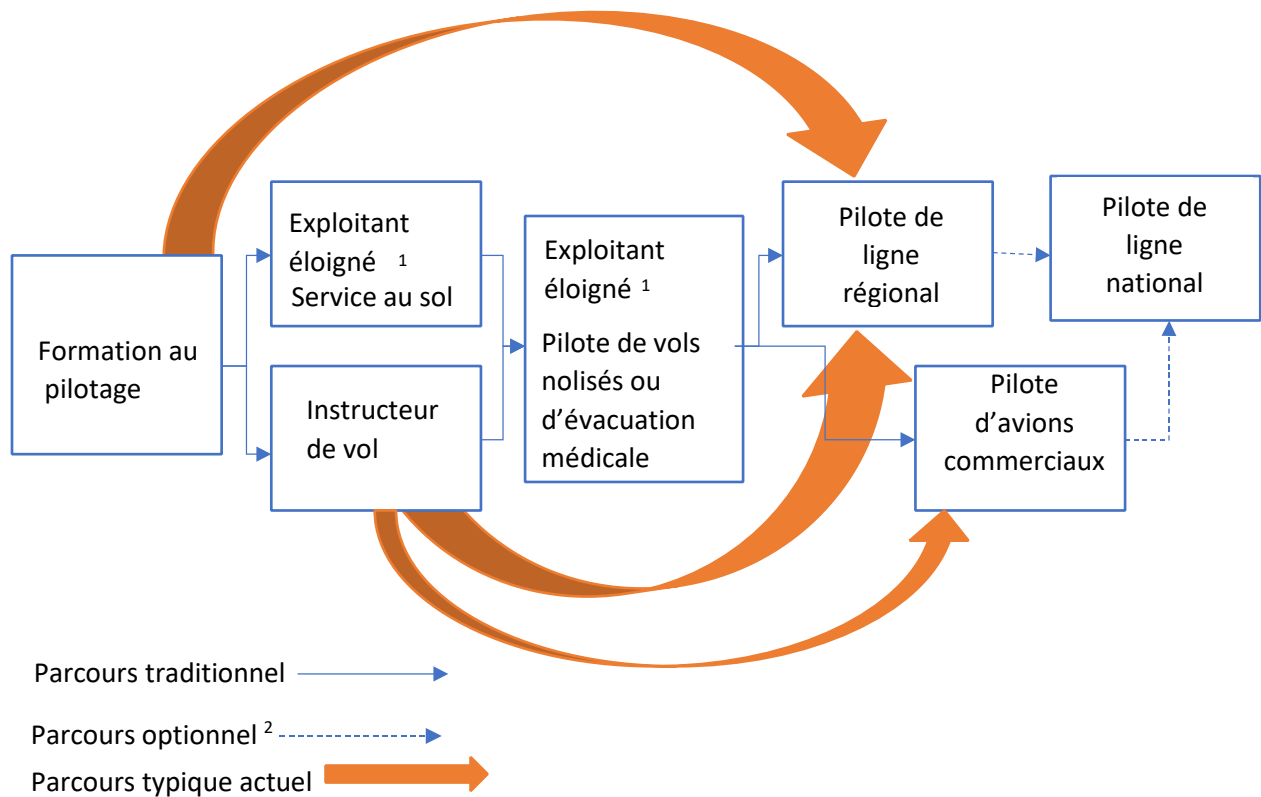 Formation au
pilotage
Exploitant
éloigné 1
Service au sol
Instructeur
de vol
Exploitant
éloigné 1
Pilote de vols
nolisés ou
d’évacuation
médicale
Pilote de
ligne
régional
Pilote
d’avions
commerciaux
Pilote de
ligne
national
Parcours traditionnel
Parcours optionnel 2
Parcours typique actuel